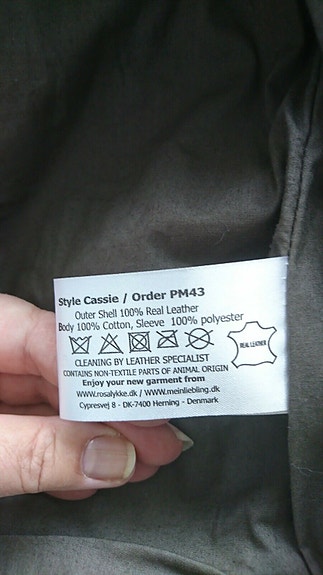 Style Cassie / Order PM43
Outer Shell 100% Real Leather
Body 100% Cotton, Sleeve 100% polyester
REAL LEATHER
CLEANING BY LEATHER SPECIALIST
CONTAINS NON-TEXTILE PARTS OF ANIMAL ORIGIN
Enjoy your new garment from
WWW.rosalykke.dk / WWW.meinliebling.dk
Cypresvej 8 - DK-7400 Herning - Denmark